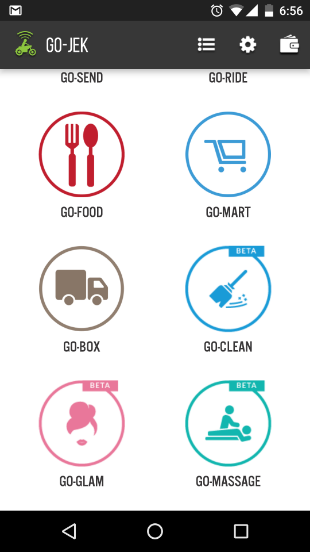 6:56
GO-JEK
GO-SEND GO-RIDE
GO-FOOD GO-MART
BETA
GO-BOX GO-CLEAN
BETA BETA
GO-GLAM GO-MASSAGE